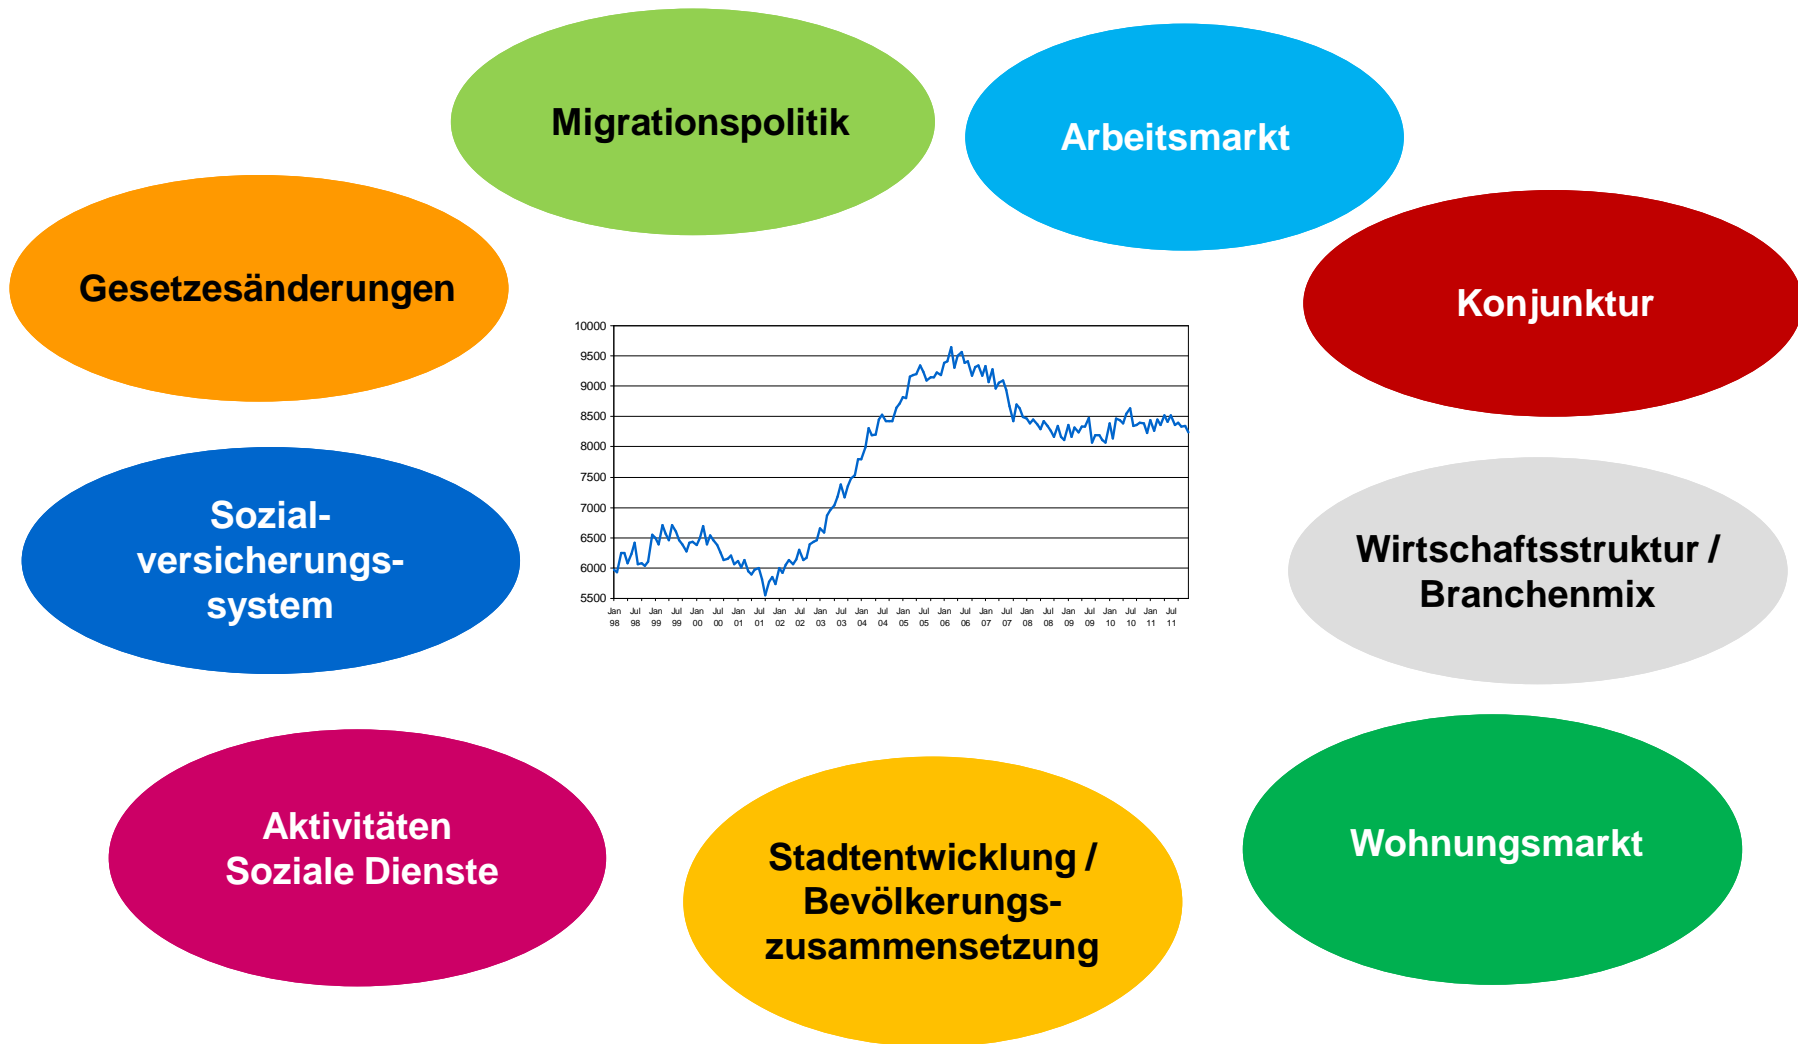 Migrationspolitik
Arbeitsmarkt
Gesetzesänderungen
Konjunktur
10000
9500
9000
8500
8000
7500
7000
6500
6000
5500
Jan Jul Jan Jul Jan Jul Jan Jul Jan Jul Jan Jul Jan Jul Jan Jul Jan Jul Jan Jul Jan Jul Jan Jul Jan Jul Jan Jul
98 98 99 99 00 00 01 01 02 02 03 03 04 04 05 05 06 06 07 07 08 08 09 09 10 10 11 11
Sozial-
versicherungs-
system
Wirtschaftsstruktur /
Branchenmix
Aktivitäten
Soziale Dienste
Stadtentwicklung /
Bevölkerungs-
zusammensetzung
Wohnungsmarkt